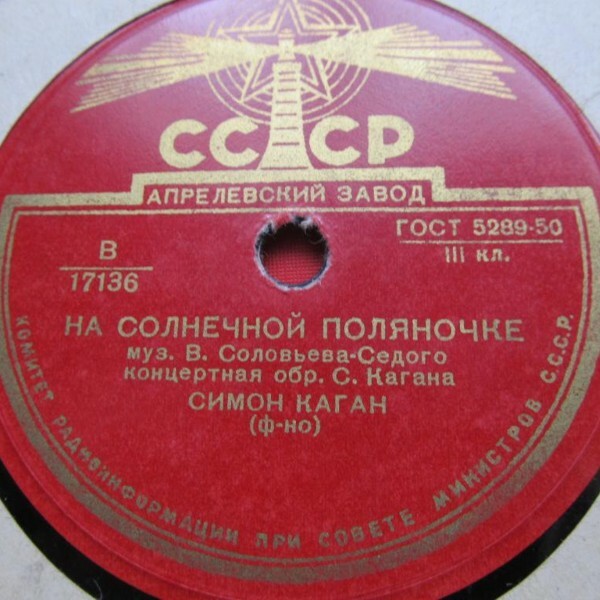 СССР
АПРЕЛЕВСКИЙ ЗАВОД
ГОСТ 5289-50
III кл.
В
17136
НА СОЛНЕЧНОЙ ПОЛЯНОЧКЕ
муз. В. Соловьева-Седого
концертная обр. С. Кагана
СИМОН КАГАН
(ф-но)
КОМИТЕТ РАДИОИНФОРМАЦИИ ПРИ СОВЕТЕ МИНИСТРОВ С.С.С.Р.